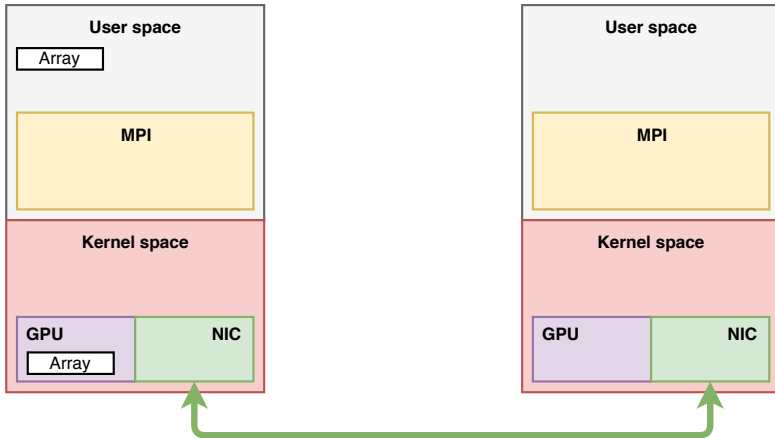 User space
Array
MPI
Kernel space
GPU
NIC
Array
User space
MPI
Kernel space
GPU
NIC